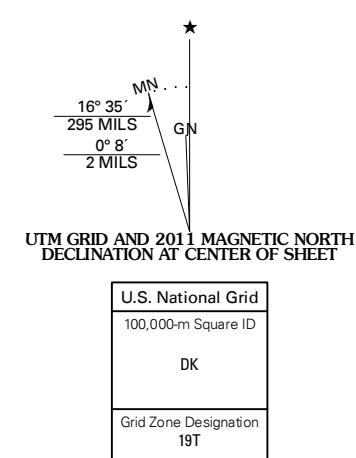 ★
MN
16° 35´
295 MILS
GN
0° 8´
2 MILS
UTM GRID AND 2011 MAGNETIC NORTH
DECLINATION AT CENTER OF SHEET
U.S. National Grid
100,000-m Square ID
DK
Grid Zone Designation
19T